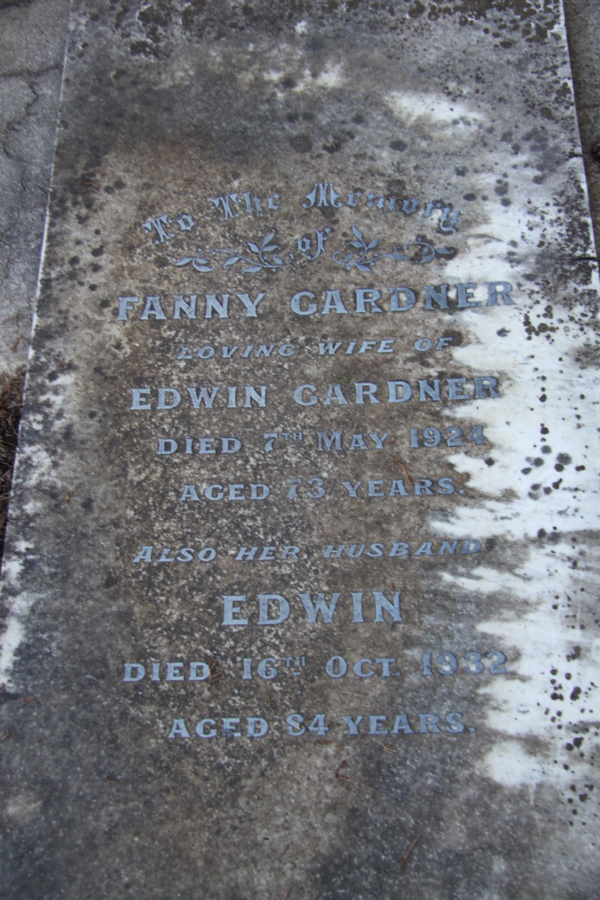 To The Memory
of
FANNY GARDNER
LOVING WIFE OF
EDWIN GARDNER
DIED 7TH MAY 1924
AGED 73 YEARS.
ALSO HER HUSBAND
EDWIN
DIED 16TH OCT. 1932
AGED 84 YEARS.